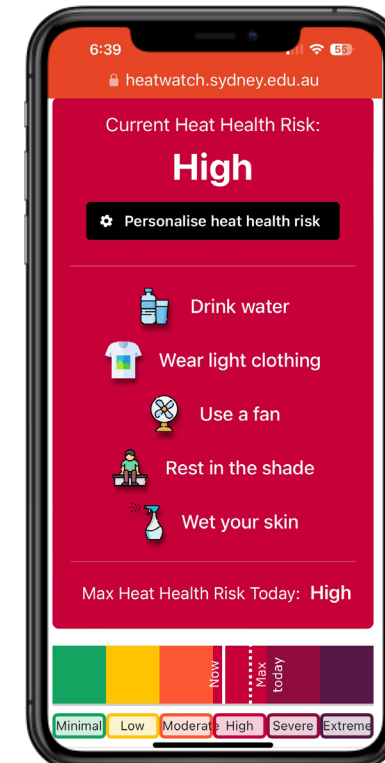 6:39
55
heatwatch.sydney.edu.au
Current Heat Health Risk:
High
Personalise heat health risk
Drink water
Wear light clothing
Use a fan
Rest in the shade
Wet your skin
Max Heat Health Risk Today: High
Now
Max
today
Minimal Low Moderate High Severe Extreme